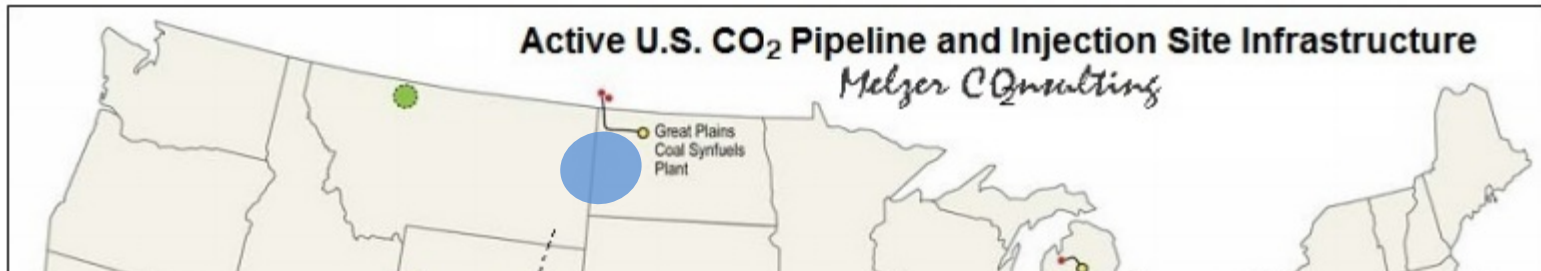 Active U.S. CO₂ Pipeline and Injection Site Infrastructure
Melzer CO₂nsulting
Great Plains
Coal Synfuels
Plant